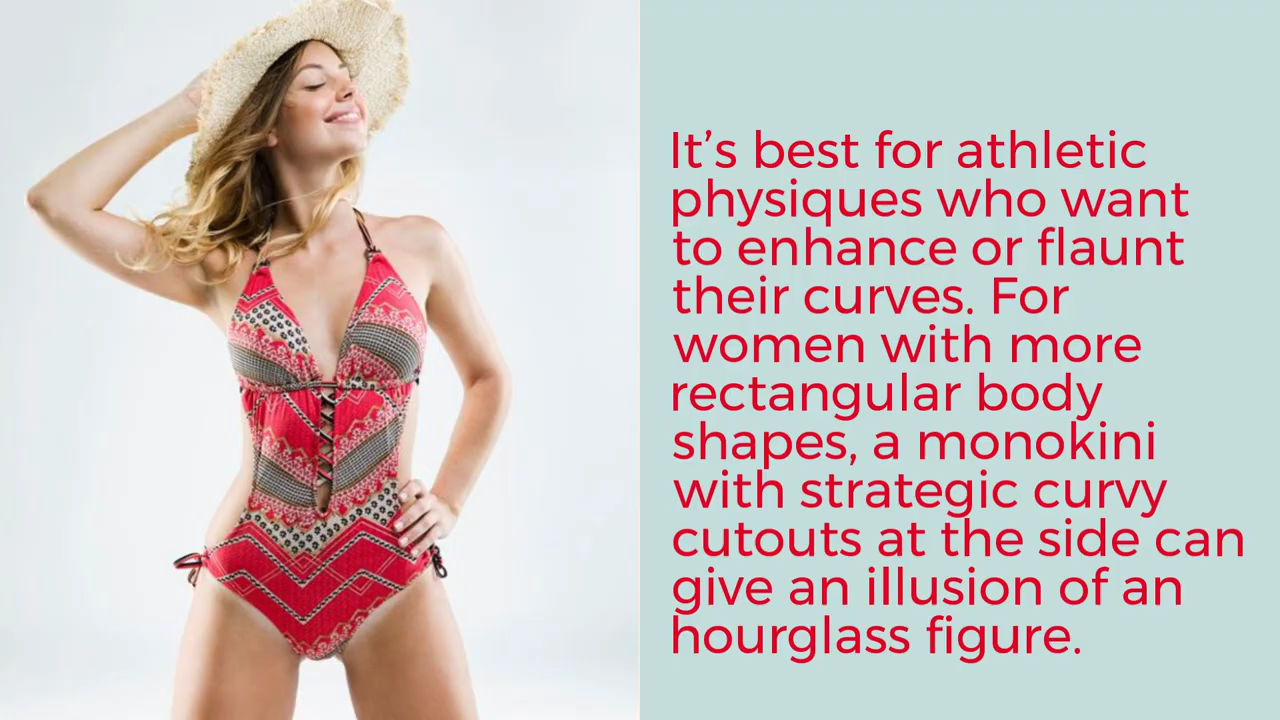 It’s best for athletic
physiques who want
to enhance or flaunt
their curves. For
women with more
rectangular body
shapes, a monokini
with strategic curvy
cutouts at the side can
give an illusion of an
hourglass figure.